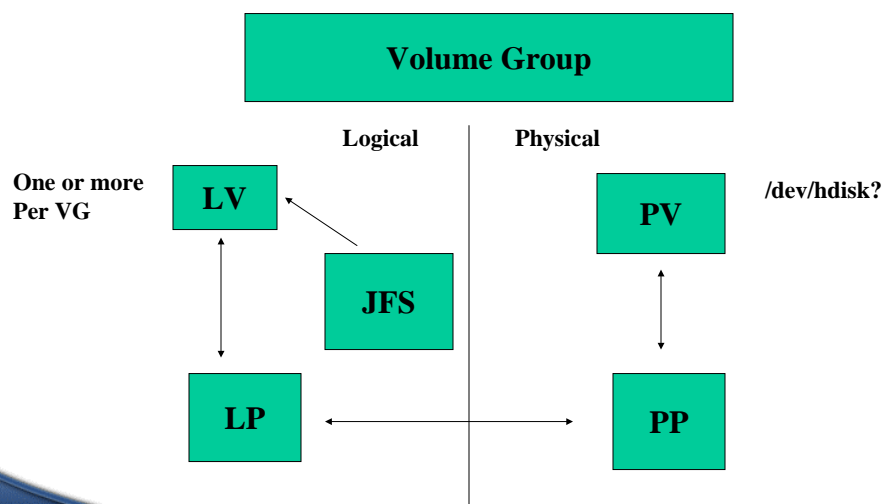 Volume Group
Logical
Physical
One or more
Per VG
LV
PV
/dev/hdisk?
JFS
LP
PP